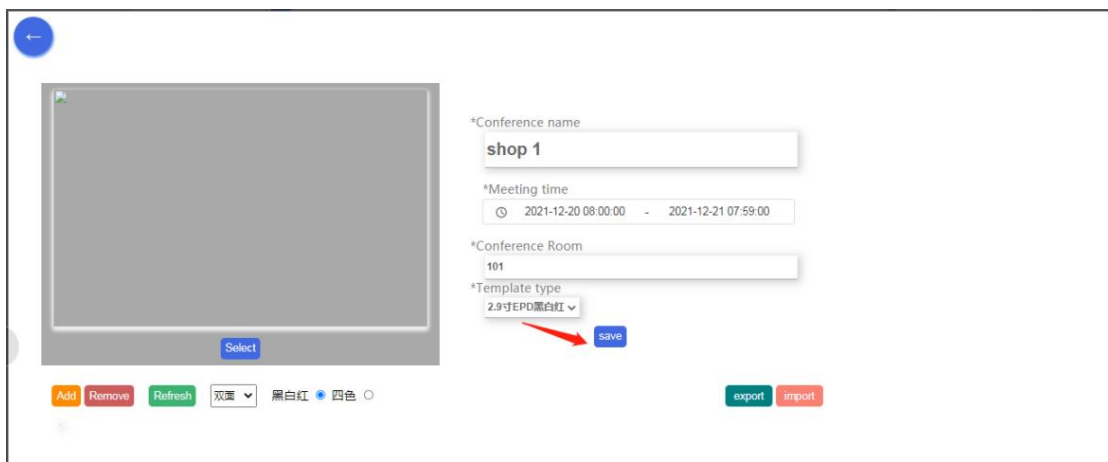 ←
*Conference name
shop 1
*Meeting time
2021-12-20 08:00:00 - 2021-12-21 07:59:00
*Conference Room
101
*Template type
2.9寸EPD黑白红
save
Select
Add Remove Refresh 双面 黑白红 四色 export import